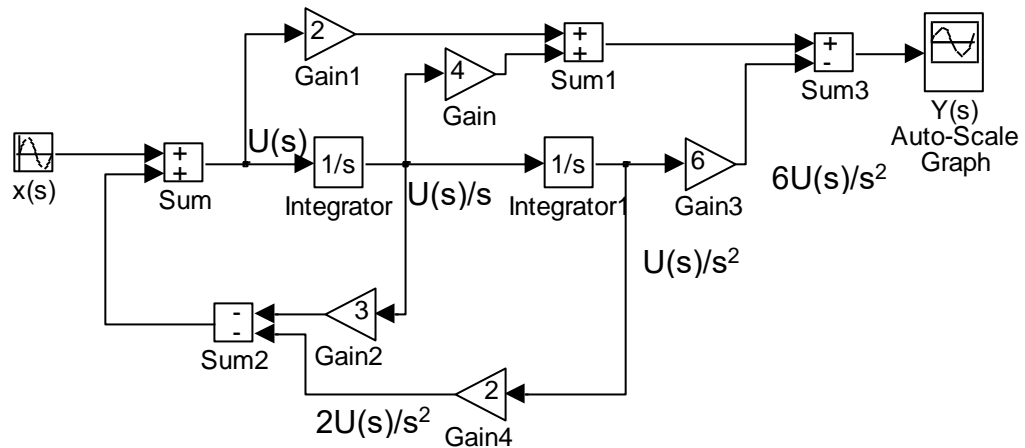 2
Gain1
4
Gain
+
+
Sum1
+
-
Sum3
Y(s)
Auto-Scale
Graph
x(s)
+
+
Sum
U(s)
1/s
Integrator
U(s)/s
1/s
Integrator1
6
Gain3
6U(s)/s²
U(s)/s²
-
-
Sum2
3
Gain2
2
Gain4
2U(s)/s²